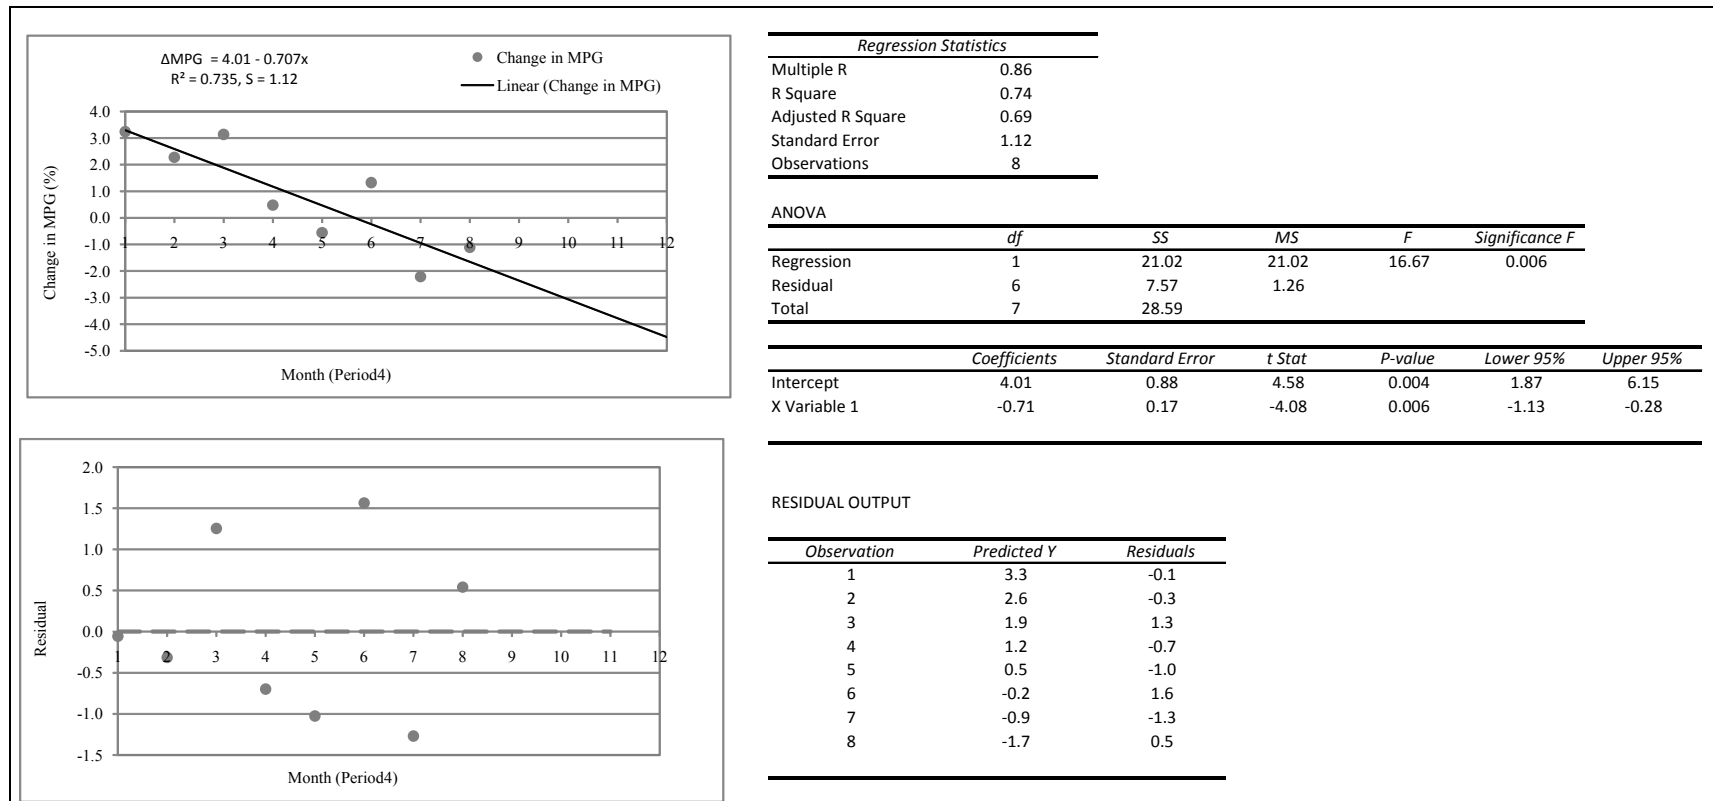 ΔMPG = 4.01 - 0.707x
R² = 0.735, S = 1.12
Change in MPG
Linear (Change in MPG)
4.0
3.0
2.0
1.0
0.0
-1.0
-2.0
-3.0
-4.0
-5.0
1 2 3 4 5 6 7 8 9 10 11 12
Change in MPG (%)
Month (Period4)
2.0
1.5
1.0
0.5
0.0
-0.5
-1.0
-1.5
1 2 3 4 5 6 7 8 9 10 11 12
Residual
Month (Period4)
Regression Statistics
Multiple R 0.86
R Square 0.74
Adjusted R Square 0.69
Standard Error 1.12
Observations 8
ANOVA
df SS MS F Significance F
Regression 1 21.02 21.02 16.67 0.006
Residual 6 7.57 1.26
Total 7 28.59
Coefficients Standard Error t Stat P-value Lower 95% Upper 95%
Intercept 4.01 0.88 4.58 0.004 1.87 6.15
X Variable 1 -0.71 0.17 -4.08 0.006 -1.13 -0.28
RESIDUAL OUTPUT
Observation Predicted Y Residuals
1 3.3 -0.1
2 2.6 -0.3
3 1.9 1.3
4 1.2 -0.7
5 0.5 -1.0
6 -0.2 1.6
7 -0.9 -1.3
8 -1.7 0.5